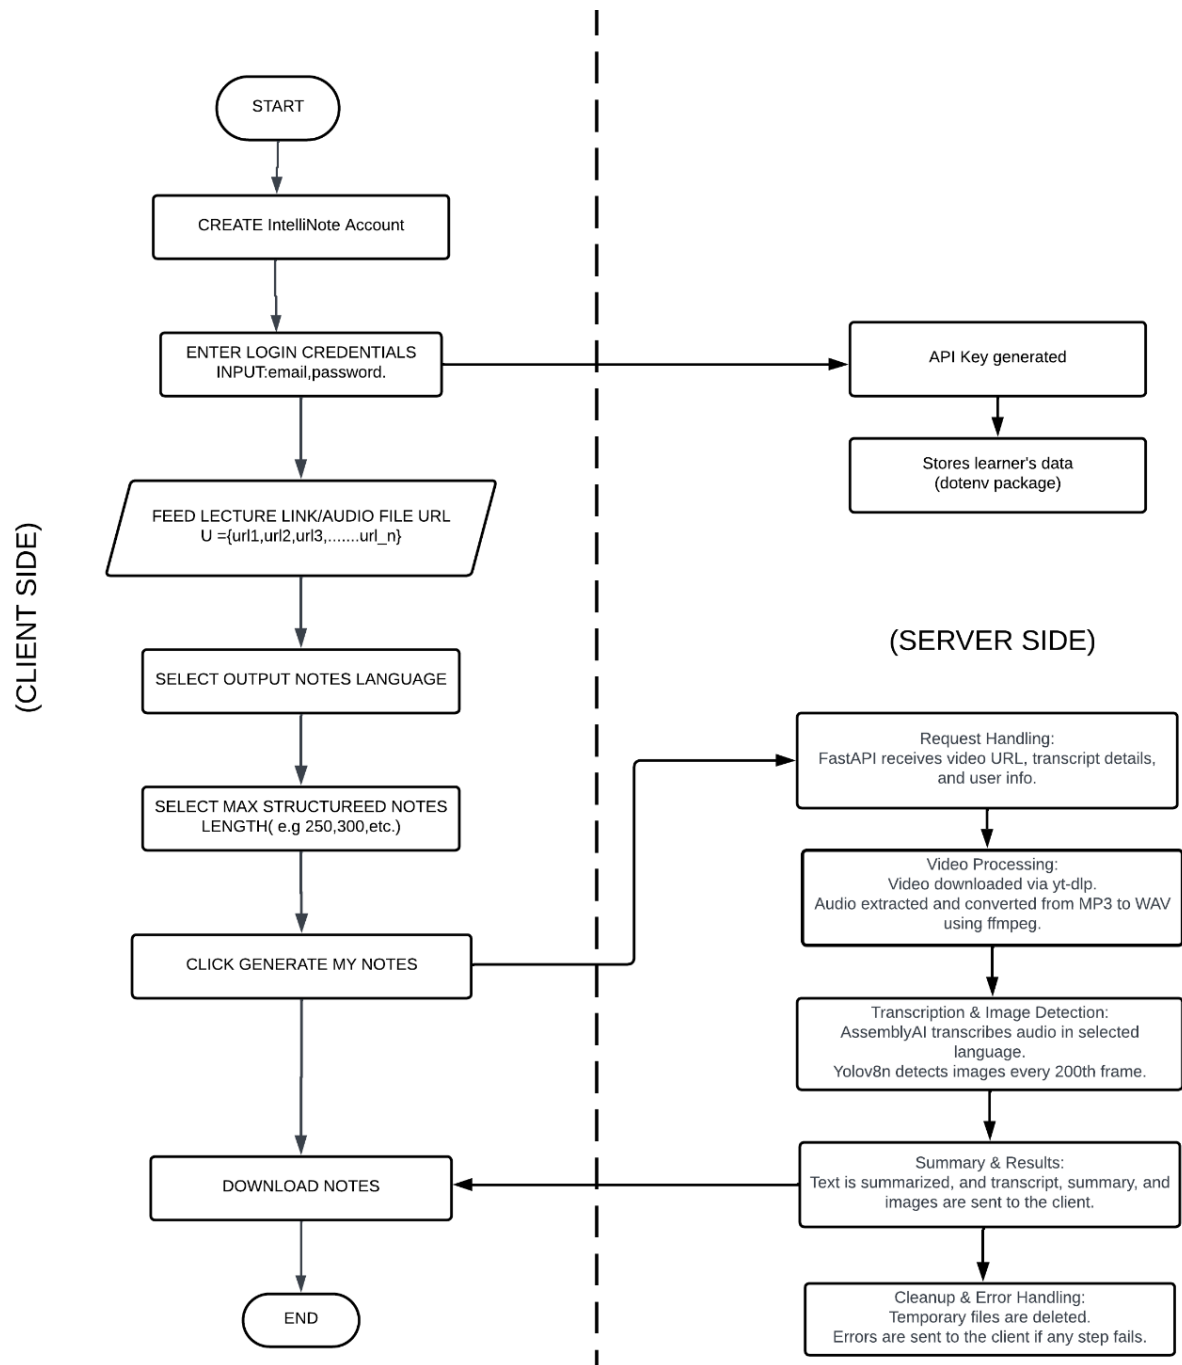 START
CREATE IntelliNote Account
ENTER LOGIN CREDENTIALS
INPUT:email,password.
API Key generated
Stores learner's data
(dotenv package)
FEED LECTURE LINK/AUDIO FILE URL
U ={url1,url2,url3,.......url_n}
(CLIENT SIDE)
(SERVER SIDE)
SELECT OUTPUT NOTES LANGUAGE
SELECT MAX STRUCTUREED NOTES
LENGTH( e.g 250,300,etc.)
CLICK GENERATE MY NOTES
Request Handling:
FastAPI receives video URL, transcript details,
and user info.
Video Processing:
Video downloaded via yt-dlp.
Audio extracted and converted from MP3 to WAV
using ffmpeg.
Transcription & Image Detection:
AssemblyAI transcribes audio in selected
language.
Yolov8n detects images every 200th frame.
Summary & Results:
Text is summarized, and transcript, summary, and
images are sent to the client.
DOWNLOAD NOTES
END
Cleanup & Error Handling:
Temporary files are deleted.
Errors are sent to the client if any step fails.